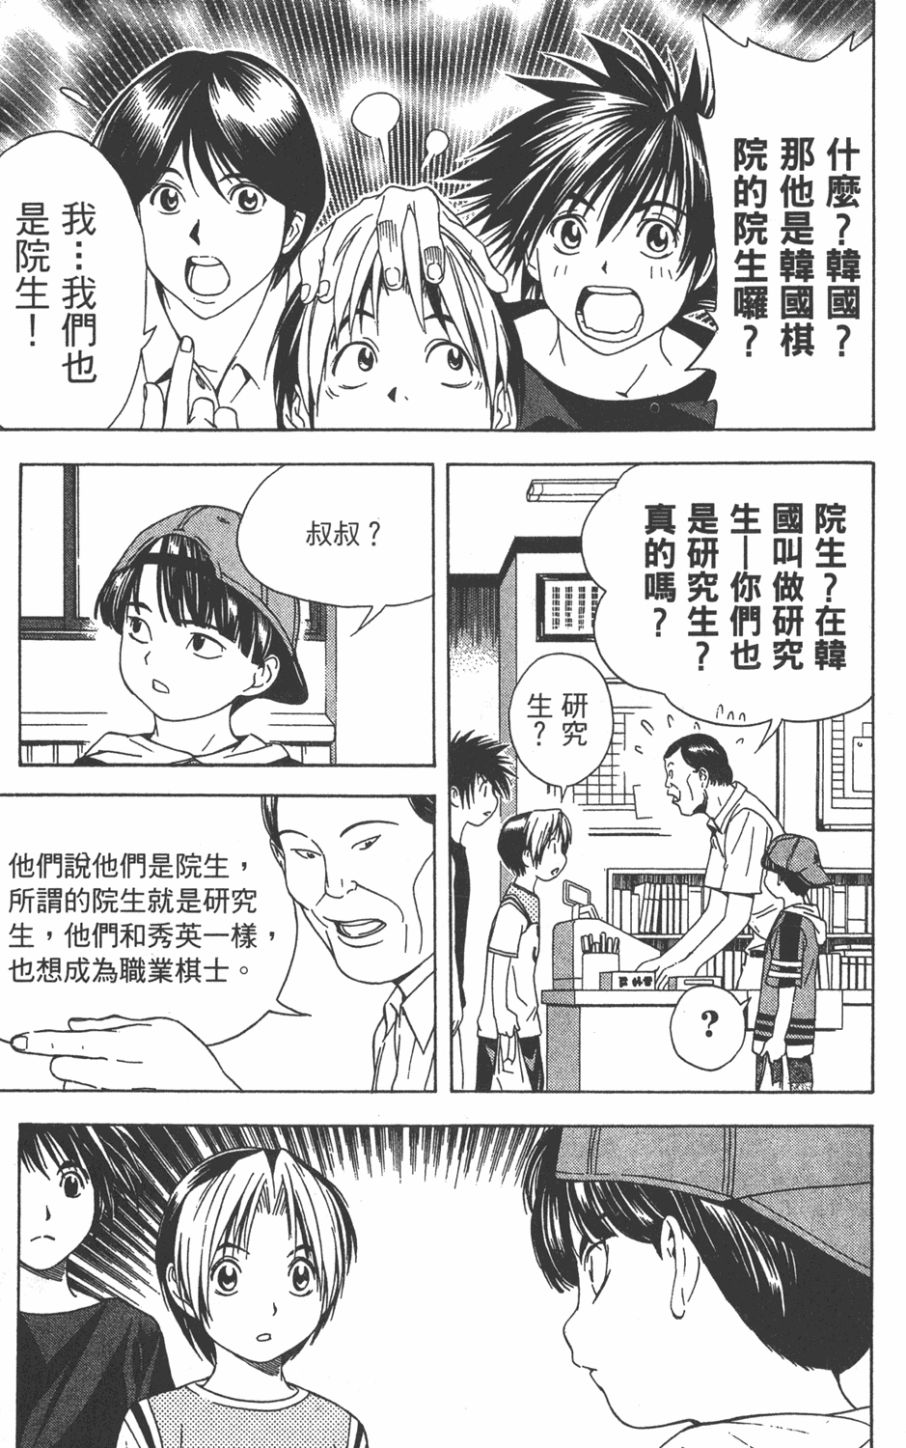 什麼？韓國？
那他是韓國棋
院的院生囉？
我…我們也
是院生！
院生？在韓
國叫做研究
生—你們也
是研究生？
真的嗎？
研究
生？
？
叔叔？
他們說他們是院生，
所謂的院生就是研究
生，他們和秀英一樣，
也想成為職業棋士。